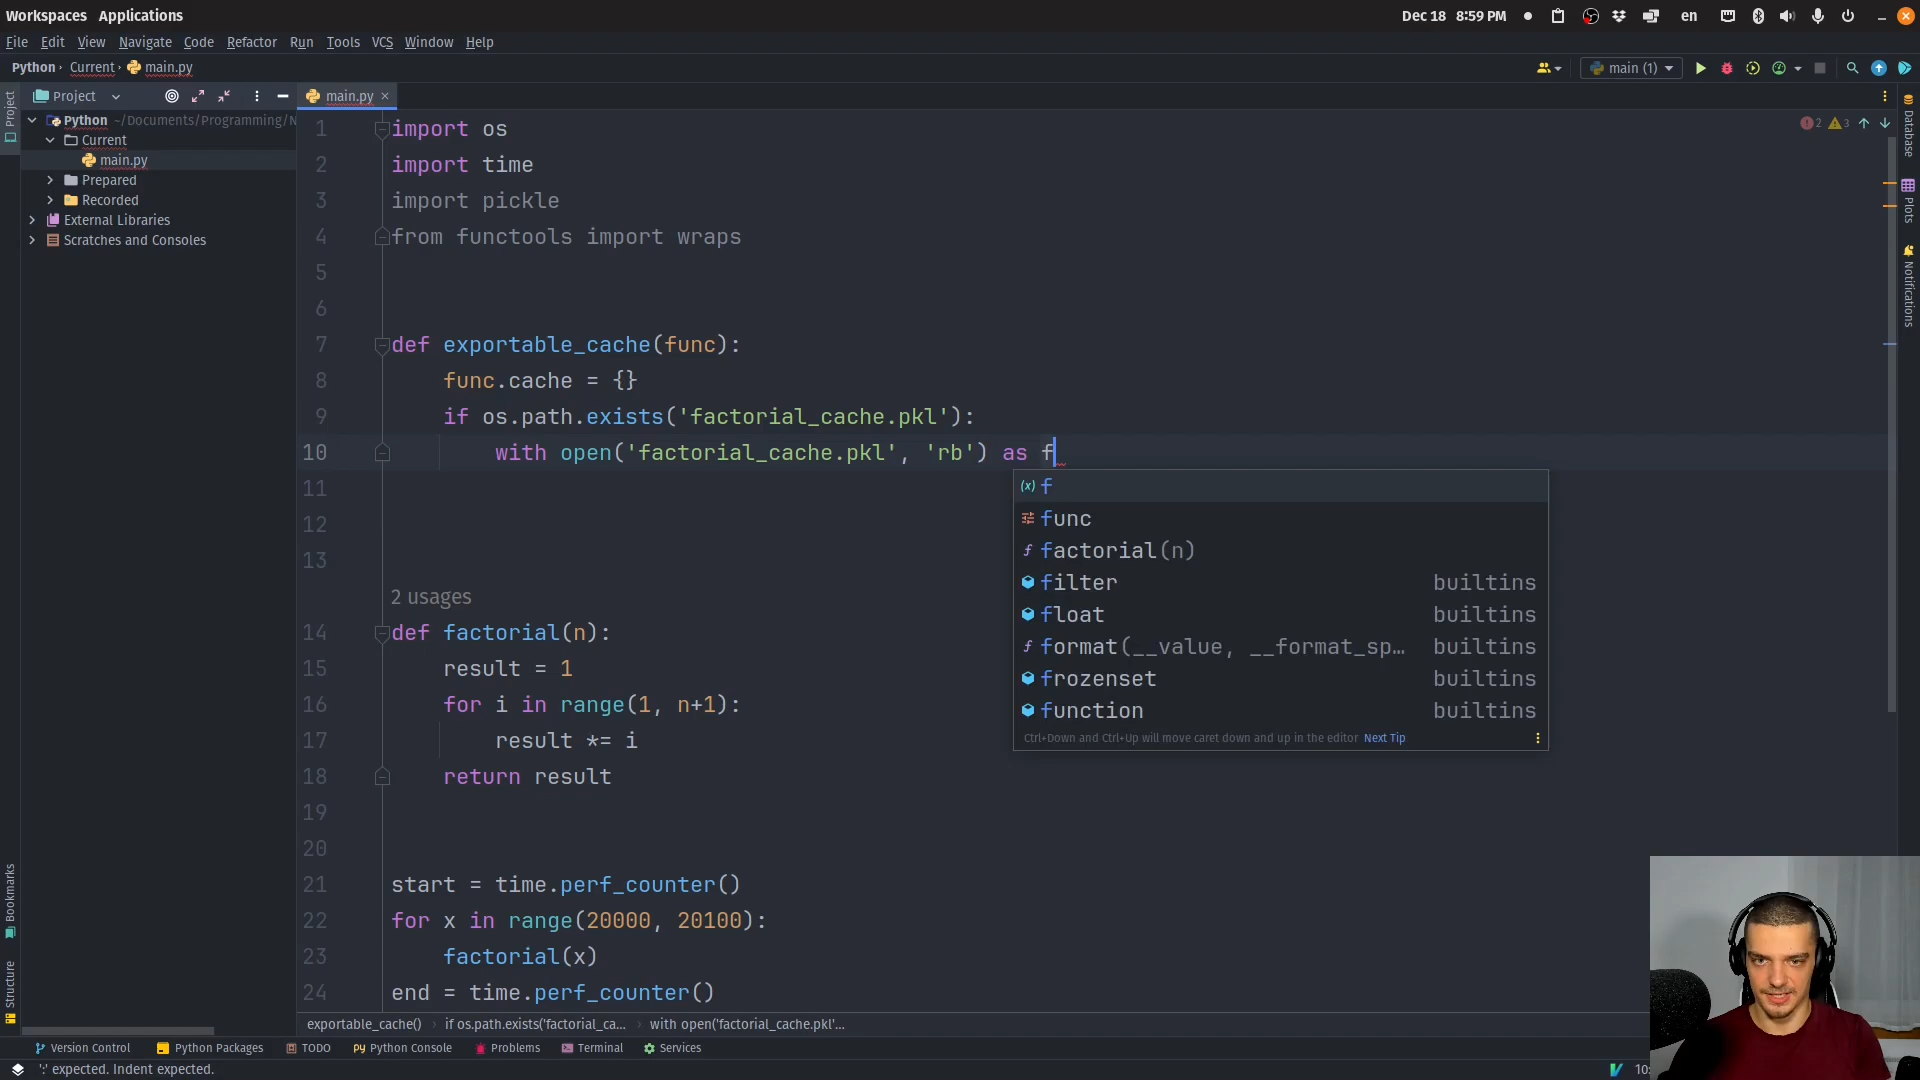 Workspaces Applications
Dec 18 8:59 PM
en
File Edit View Navigate Code Refactor Run Tools VCS Window Help
Python Current main.py
main (1)
Project
Project
main.py
2 3
Python ~/Documents/Programming/N
Current
main.py
Prepared
Recorded
External Libraries
Scratches and Consoles
1 import os
2 import time
3 import pickle
4 from functools import wraps
5
6
7 def exportable_cache(func):
8 func.cache = {}
9 if os.path.exists('factorial_cache.pkl'):
10 with open('factorial_cache.pkl', 'rb') as f
11
12
13
f
func
factorial(n)
filter builtins
float builtins
format(__value, __format_sp… builtins
frozenset builtins
function builtins
Ctrl+Down and Ctrl+Up will move caret down and up in the editor Next Tip
2 usages
14 def factorial(n):
15 result = 1
16 for i in range(1, n+1):
17 result *= i
18 return result
19
20
21 start = time.perf_counter()
22 for x in range(20000, 20100):
23 factorial(x)
24 end = time.perf_counter()
Database
Plots
Notifications
Bookmarks
Structure
exportable_cache() if os.path.exists('factorial_ca... with open('factorial_cache.pkl'...
Version Control Python Packages TODO Python Console Problems Terminal Services
':' expected. Indent expected.
10: